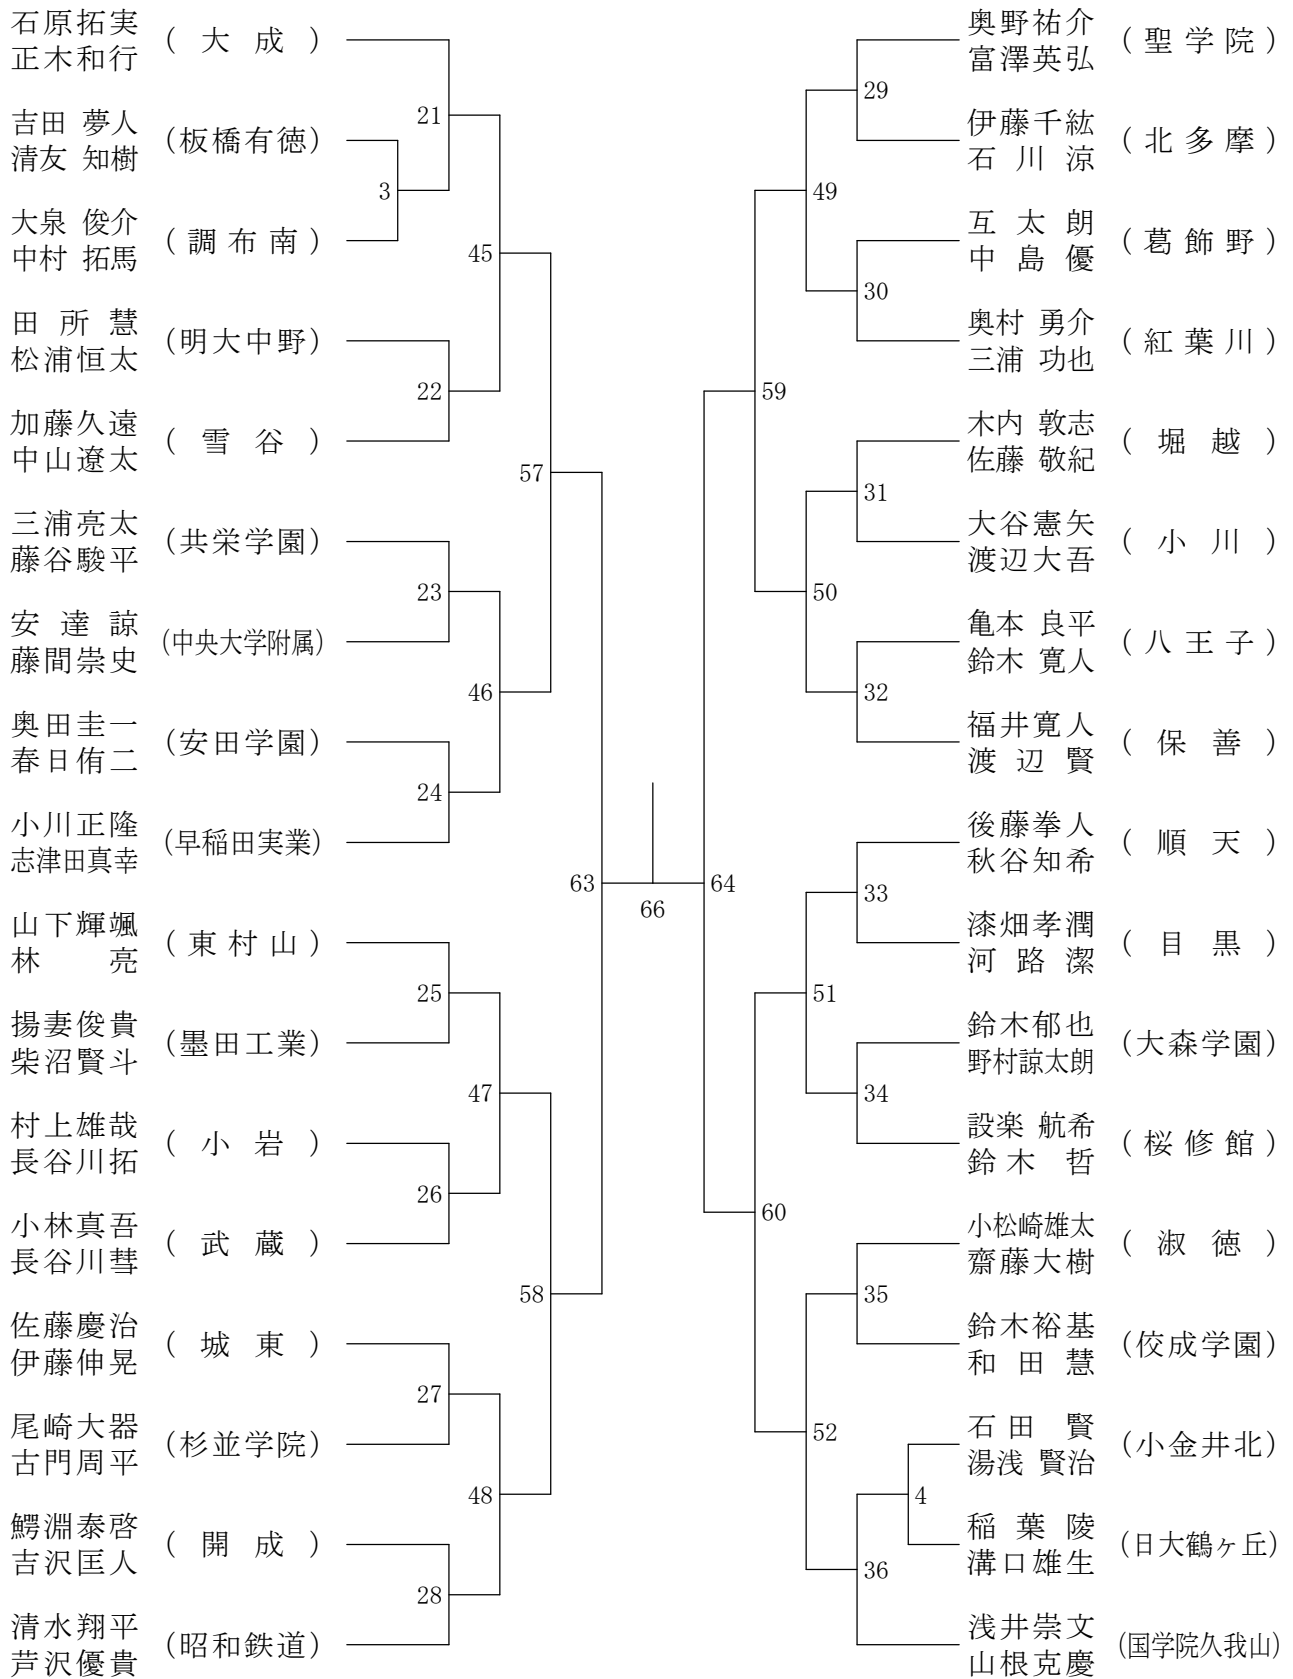 石原拓実
正木和行
(大成)
吉田 夢人
清友 知樹
(板橋有徳)
大泉 俊介
中村 拓馬
(調布南)
田所慧
松浦恒太
(明大中野)
加藤久遠
中山遼太
(雪谷)
三浦亮太
藤谷駿平
(共栄学園)
安達諒
藤間崇史
(中央大学附属)
奥田圭一
春日侑二
(安田学園)
小川正隆
志津田真幸
(早稲田実業)
山下輝颯
林亮
(東村山)
揚妻俊貴
柴沼賢斗
(墨田工業)
村上雄哉
長谷川拓
(小岩)
小林真吾
長谷川彗
(武蔵)
佐藤慶治
伊藤伸晃
(城東)
尾崎大器
古門周平
(杉並学院)
鰐淵泰啓
吉沢匡人
(開成)
清水翔平
芦沢優貴
(昭和鉄道)
3
21
22
23
24
25
26
27
28
45
46
47
48
57
58
63
66
64
59
60
49
50
51
52
29
30
31
32
33
34
35
36
4
奥野祐介
富澤英弘
(聖学院)
伊藤千紘
石川涼
(北多摩)
互太朗
中島優
(葛飾野)
奥村 勇介
三浦 功也
(紅葉川)
木内 敦志
佐藤 敬紀
(堀越)
大谷憲矢
渡辺大吾
(小川)
亀本 良平
鈴木 寛人
(八王子)
福井寛人
渡辺賢
(保善)
後藤拳人
秋谷知希
(順天)
漆畑孝潤
河路潔
(目黒)
鈴木郁也
野村諒太朗
(大森学園)
設楽 航希
鈴木 哲
(桜修館)
小松崎雄太
齋藤大樹
(淑徳)
鈴木裕基
和田慧
(佼成学園)
石田 賢
湯浅 賢治
(小金井北)
稲葉陵
溝口雄生
(日大鶴ヶ丘)
浅井崇文
山根克慶
(国学院久我山)